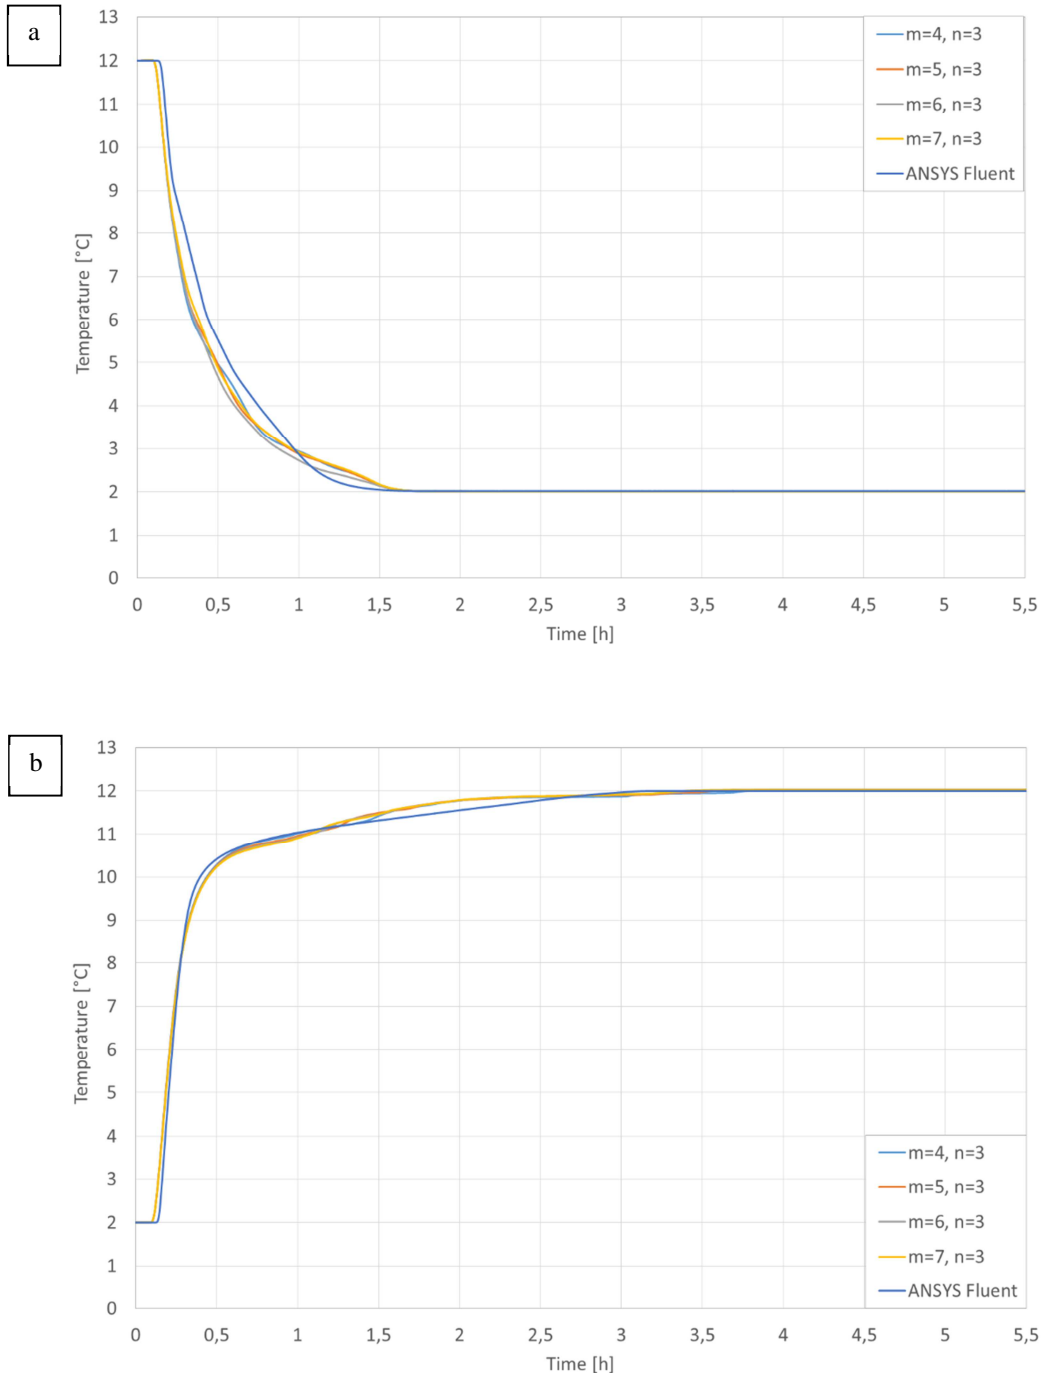 a
13
12
11
10
9
8
7
6
5
4
3
2
1
0
Temperature [°C]
0 0,5 1 1,5 2 2,5 3 3,5 4 4,5 5 5,5
Time [h]
m=4, n=3
m=5, n=3
m=6, n=3
m=7, n=3
ANSYS Fluent
b
13
12
11
10
9
8
7
6
5
4
3
2
1
0
Temperature [°C]
0 0,5 1 1,5 2 2,5 3 3,5 4 4,5 5 5,5
Time [h]
m=4, n=3
m=5, n=3
m=6, n=3
m=7, n=3
ANSYS Fluent